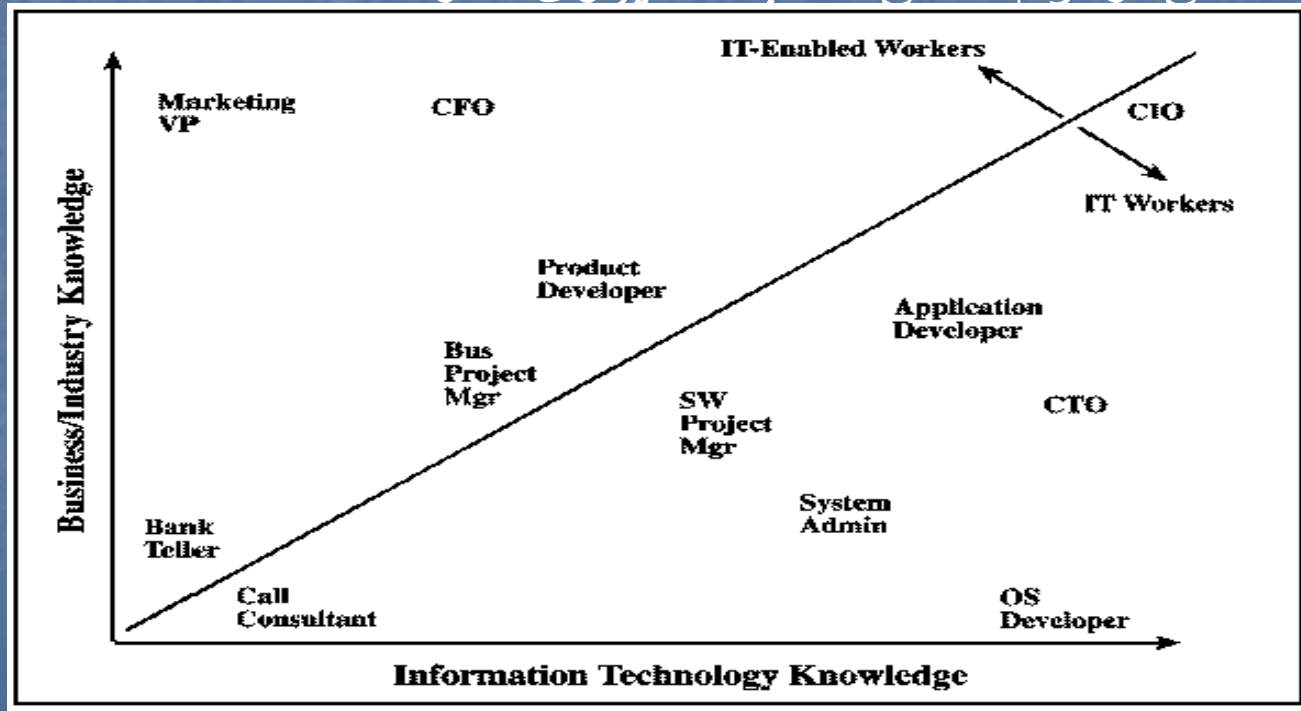 IT-Enabled Workers
Marketing
VP
CFO
CIO
IT Workers
Business/Industry Knowledge
Product
Developer
Application
Developer
Bus
Project
Mgr
SW
Project
Mgr
CTO
System
Admin
Bank
Teller
Call
Consultant
OS
Developer
Information Technology Knowledge